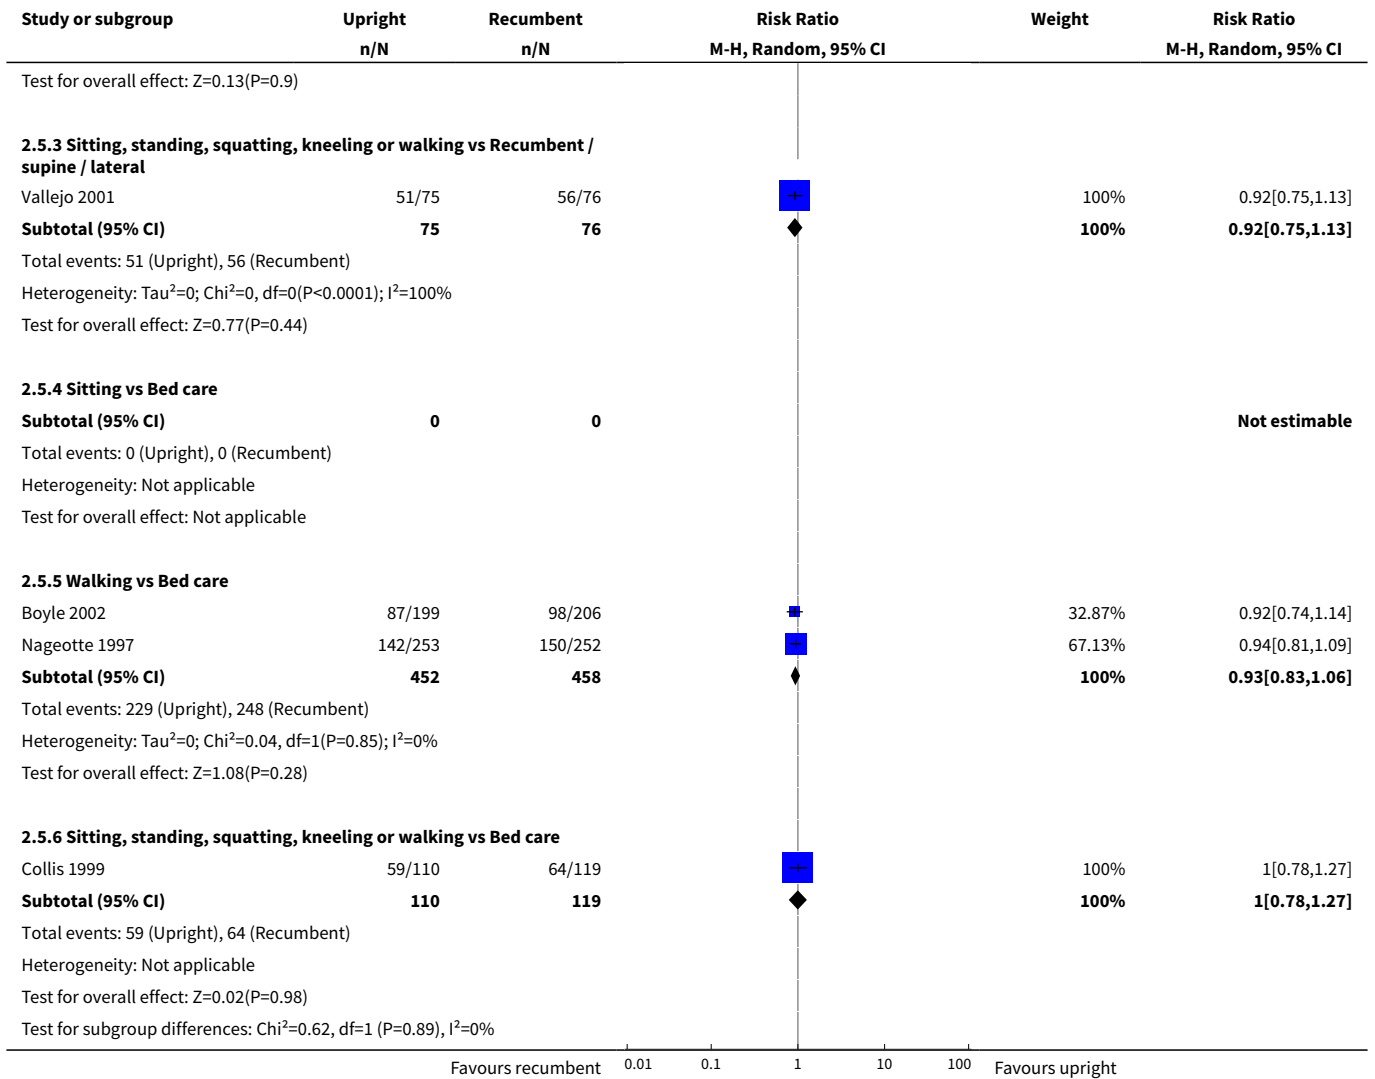 Study or subgroup Upright Recumbent Risk Ratio Weight Risk Ratio
n/N n/N M-H, Random, 95% CI M-H, Random, 95% CI
Test for overall effect: Z=0.13(P=0.9)
2.5.3 Sitting, standing, squatting, kneeling or walking vs Recumbent /
supine / lateral
Vallejo 2001 51/75 56/76 100% 0.92[0.75,1.13]
Subtotal (95% CI) 75 76 100% 0.92[0.75,1.13]
Total events: 51 (Upright), 56 (Recumbent)
Heterogeneity: Tau²=0; Chi²=0, df=0(P<0.0001); I²=100%
Test for overall effect: Z=0.77(P=0.44)
2.5.4 Sitting vs Bed care
Subtotal (95% CI) 0 0 Not estimable
Total events: 0 (Upright), 0 (Recumbent)
Heterogeneity: Not applicable
Test for overall effect: Not applicable
2.5.5 Walking vs Bed care
Boyle 2002 87/199 98/206 32.87% 0.92[0.74,1.14]
Nageotte 1997 142/253 150/252 67.13% 0.94[0.81,1.09]
Subtotal (95% CI) 452 458 100% 0.93[0.83,1.06]
Total events: 229 (Upright), 248 (Recumbent)
Heterogeneity: Tau²=0; Chi²=0.04, df=1(P=0.85); I²=0%
Test for overall effect: Z=1.08(P=0.28)
2.5.6 Sitting, standing, squatting, kneeling or walking vs Bed care
Collis 1999 59/110 64/119 100% 1[0.78,1.27]
Subtotal (95% CI) 110 119 100% 1[0.78,1.27]
Total events: 59 (Upright), 64 (Recumbent)
Heterogeneity: Not applicable
Test for overall effect: Z=0.02(P=0.98)
Test for subgroup differences: Chi²=0.62, df=1 (P=0.89), I²=0%
Favours recumbent 0.01 0.1 1 10 100 Favours upright